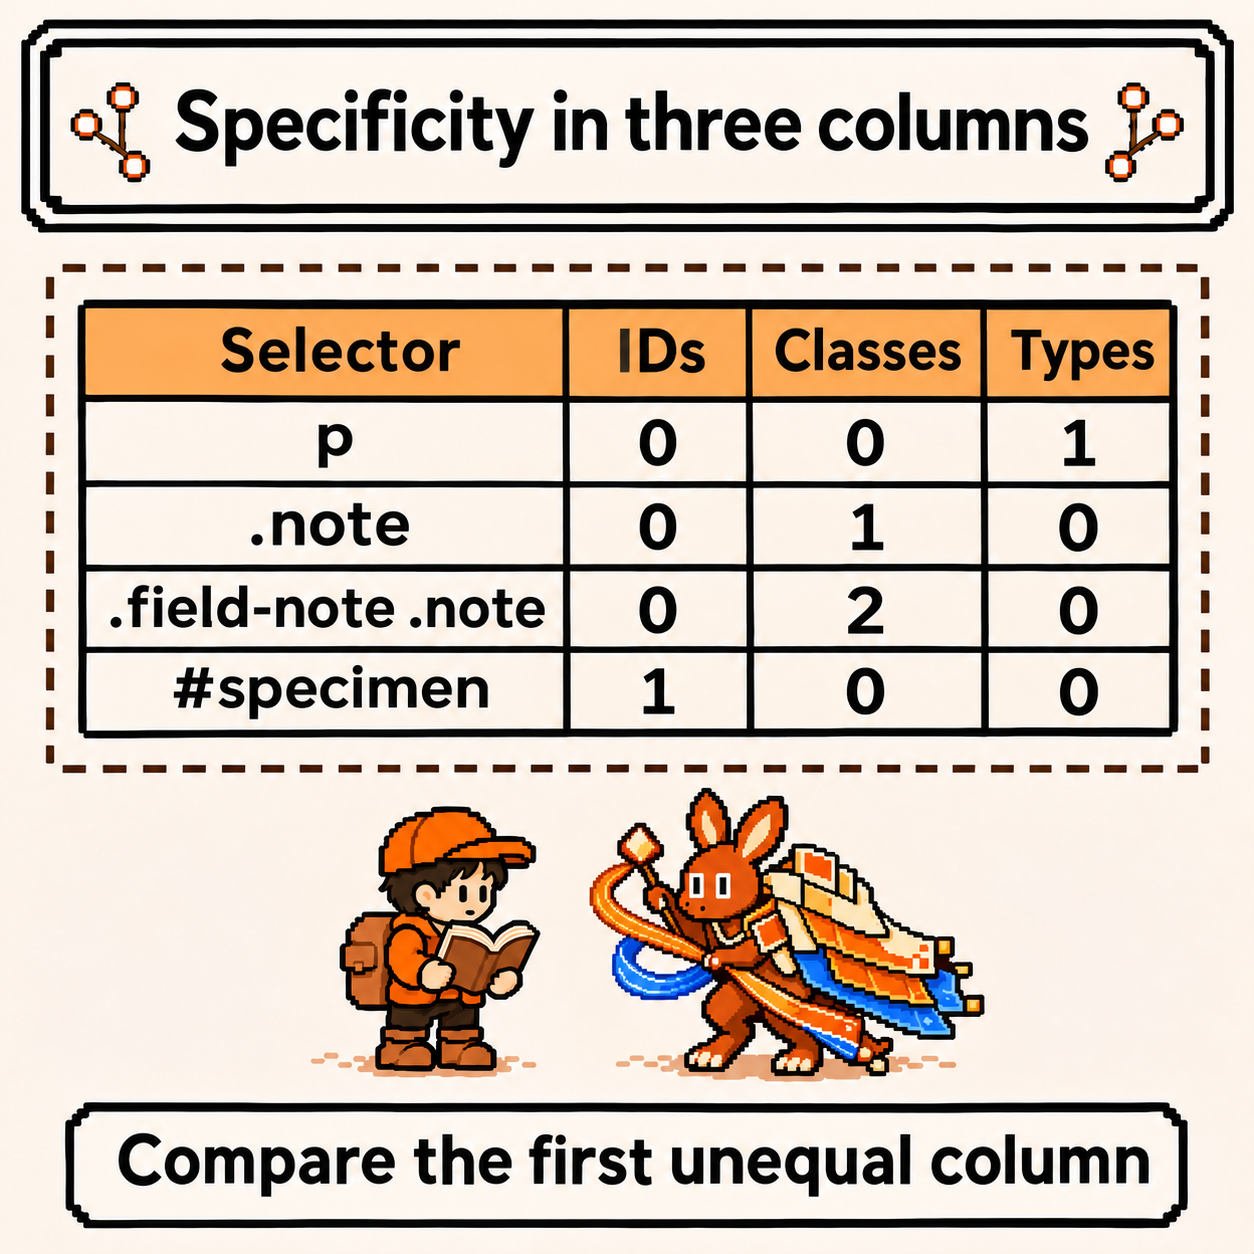 Specificity in three columns
Selector IDs Classes Types
p 0 0 1
.note 0 1 0
.field-note .note 0 2 0
#specimen 1 0 0
Compare the first unequal column